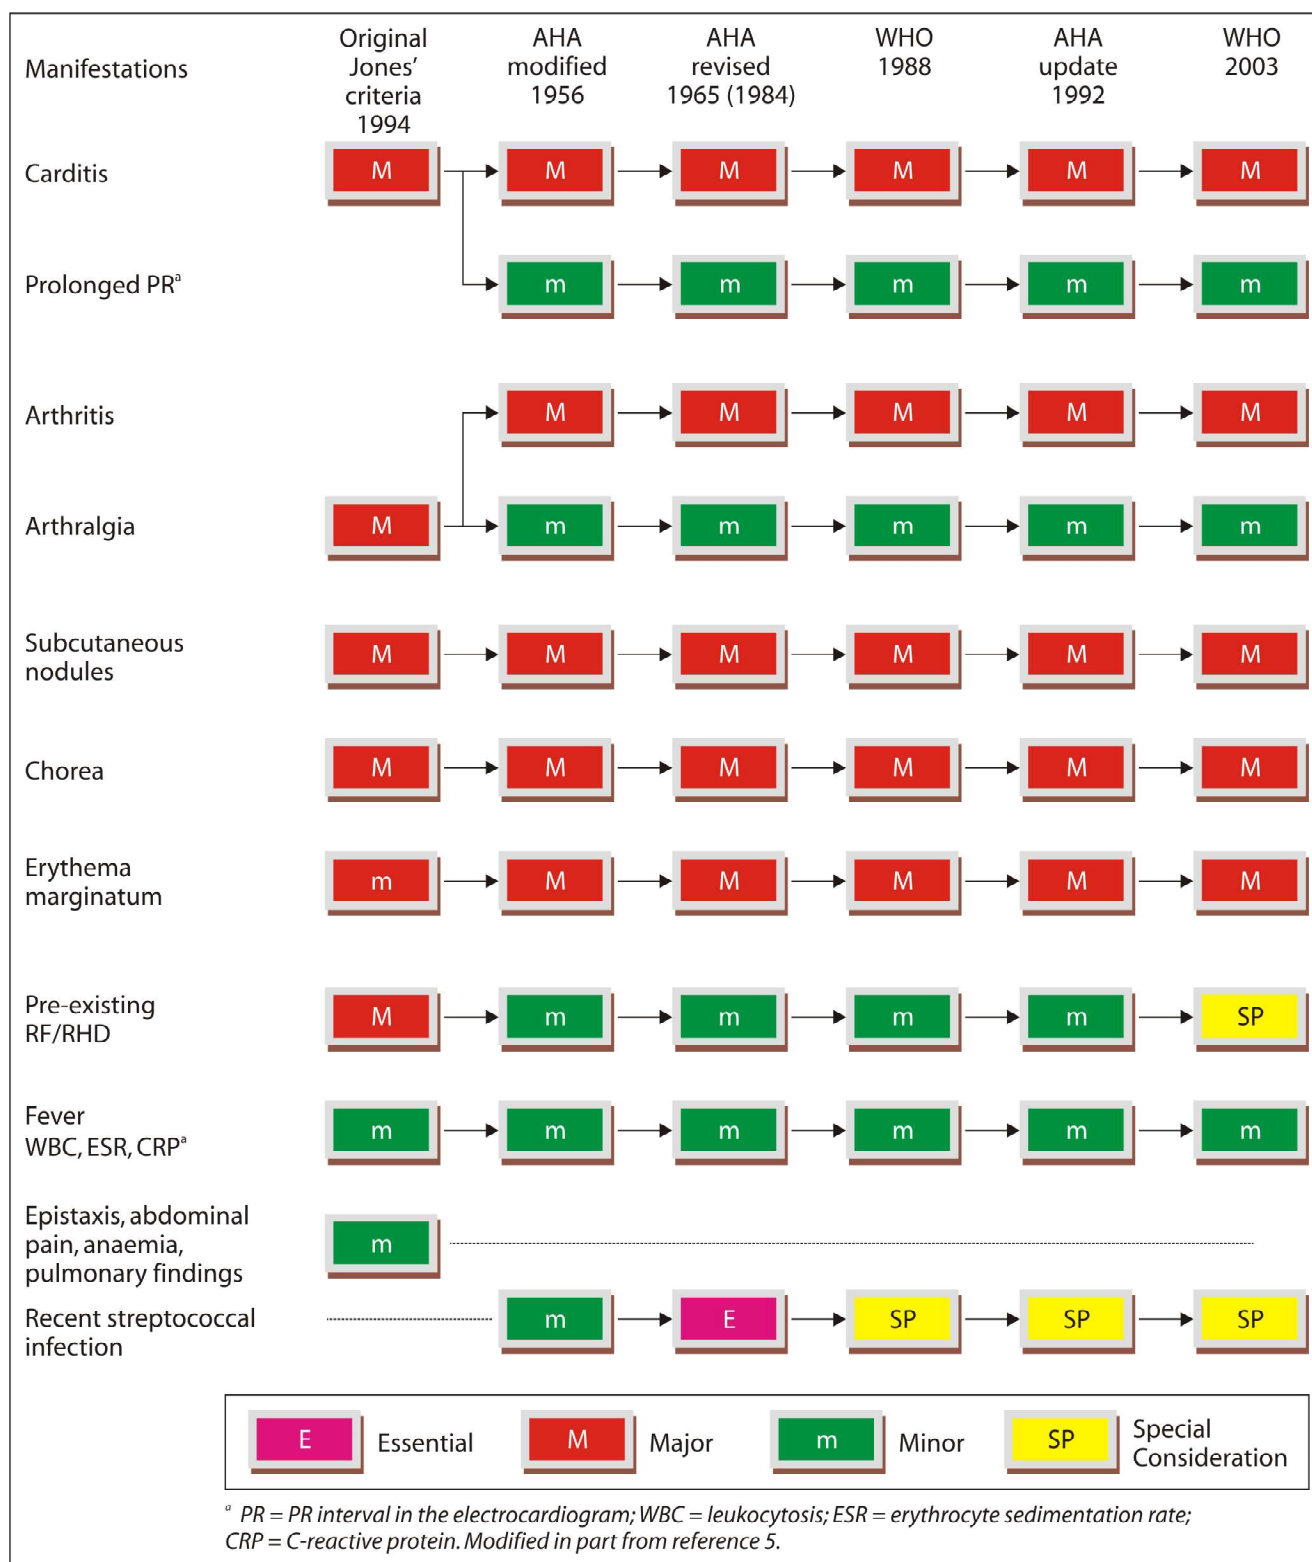 Manifestations
Original
Jones’
criteria
1994
AHA
modified
1956
AHA
revised
1965 (1984)
WHO
1988
AHA
update
1992
WHO
2003
Carditis
M M M M M M
Prolonged PRᵃ
m m m m m
Arthritis
M M M M M
Arthralgia
M m m m m m
Subcutaneous
nodules
M M M M M M
Chorea
M M M M M M
Erythema
marginatum
m M M M M M
Pre-existing
RF/RHD
M m m m m SP
Fever
WBC, ESR, CRPᵃ
m m m m m m
Epistaxis, abdominal
pain, anaemia,
pulmonary findings
m
Recent streptococcal
infection
m E SP SP SP
E Essential
M Major
m Minor
SP Special
Consideration
ᵃ PR = PR interval in the electrocardiogram; WBC = leukocytosis; ESR = erythrocyte sedimentation rate;
CRP = C-reactive protein. Modified in part from reference 5.